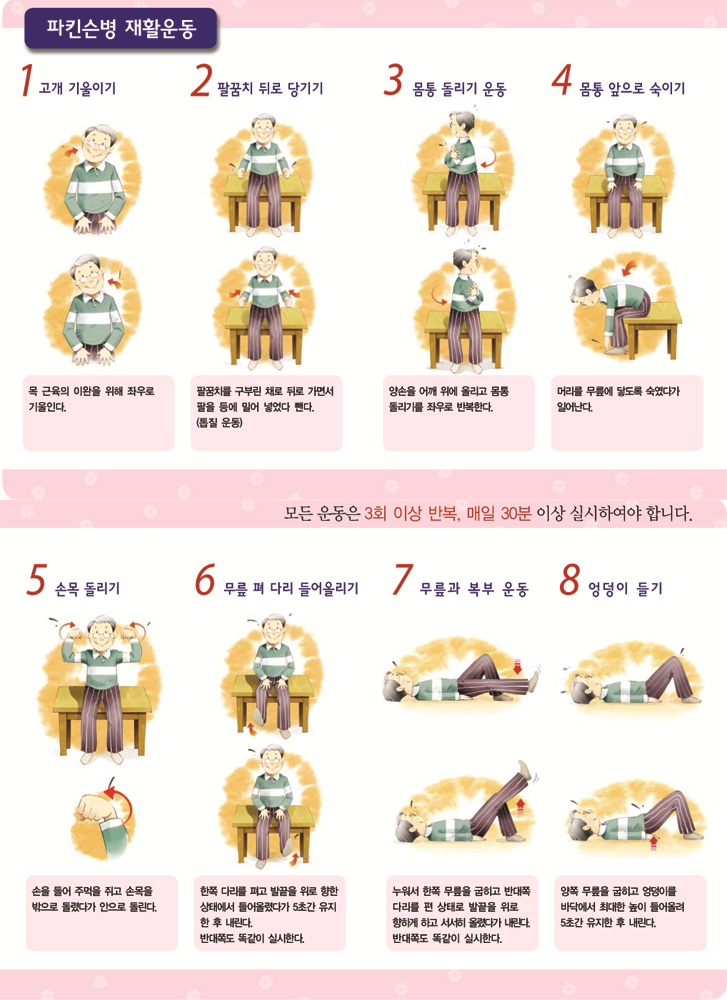 파킨슨병 재활운동
1 고개 기울이기
2 팔꿈치 뒤로 당기기
3 몸통 돌리기 운동
4 몸통 앞으로 숙이기
목 근육의 이완을 위해 좌우로
기울인다.
팔꿈치를 구부린 채로 뒤로 가면서
팔을 등에 밀어 넣었다 뺀다.
(톱질 운동)
양손을 어깨 위에 올리고 몸통
돌리기를 좌우로 반복한다.
머리를 무릎에 닿도록 숙였다가
일어난다.
모든 운동은 3회 이상 반복, 매일 30분 이상 실시하여야 합니다.
5 손목 돌리기
6 무릎 펴 다리 들어올리기
7 무릎과 복부 운동
8 엉덩이 들기
손을 들어 주먹을 쥐고 손목을
밖으로 돌렸다가 안으로 돌린다.
한쪽 다리를 펴고 발끝을 위로 향한
상태에서 들어올렸다가 5초간 유지
한 후 내린다.
반대쪽도 똑같이 실시한다.
누워서 한쪽 무릎을 굽히고 반대쪽
다리를 편 상태로 발끝을 위로
향하게 하고 서서히 올렸다가 내린다.
반대쪽도 똑같이 실시한다.
양쪽 무릎을 굽히고 엉덩이를
바닥에서 최대한 높이 들어올려
5초간 유지한 후 내린다.